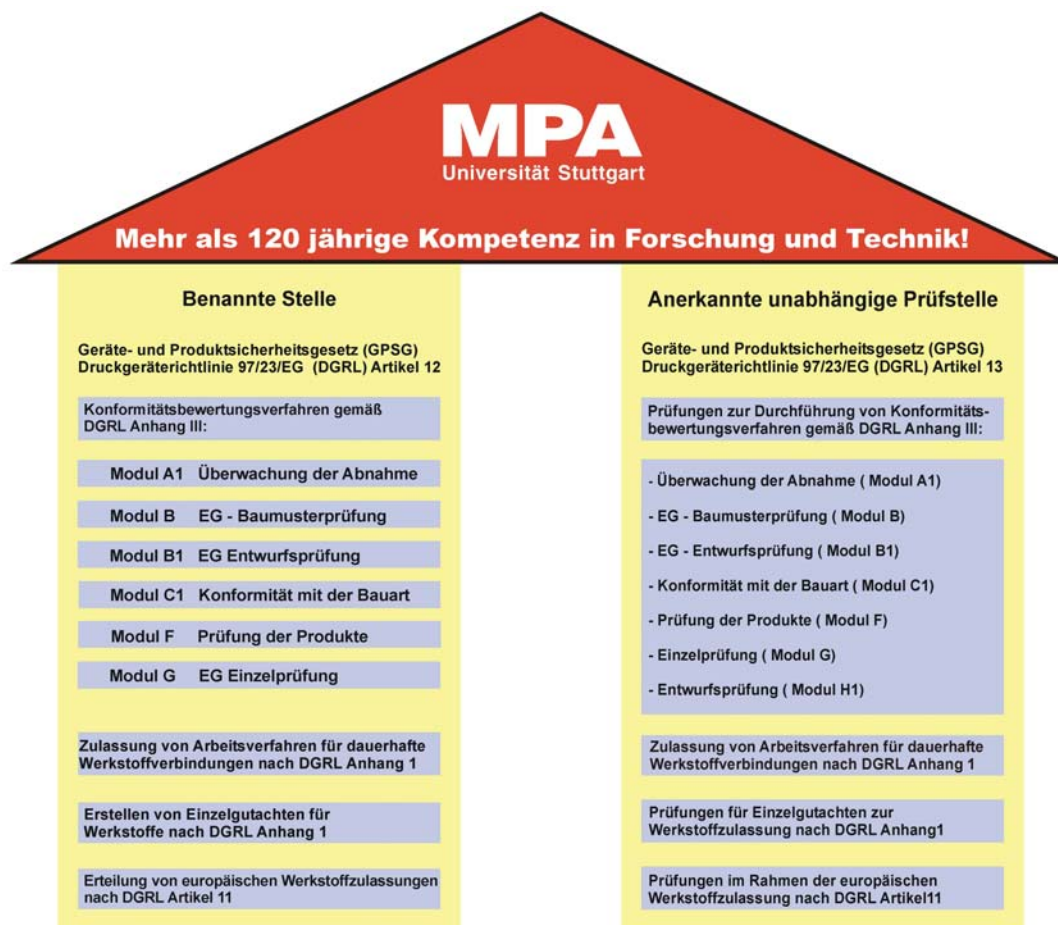 MPA
Universität Stuttgart
Mehr als 120 jährige Kompetenz in Forschung und Technik!
Benannte Stelle
Geräte- und Produktsicherheitsgesetz (GPSG)
Druckgeräterichtlinie 97/23/EG (DGRL) Artikel 12
Konformitätsbewertungsverfahren gemäß
DGRL Anhang III:
Modul A1 Überwachung der Abnahme
Modul B EG - Baumusterprüfung
Modul B1 EG Entwurfsprüfung
Modul C1 Konformität mit der Bauart
Modul F Prüfung der Produkte
Modul G EG Einzelprüfung
Zulassung von Arbeitsverfahren für dauerhafte
Werkstoffverbindungen nach DGRL Anhang 1
Erstellen von Einzelgutachten für
Werkstoffe nach DGRL Anhang 1
Erteilung von europäischen Werkstoffzulassungen
nach DGRL Artikel 11
Anerkannte unabhängige Prüfstelle
Geräte- und Produktsicherheitsgesetz (GPSG)
Druckgeräterichtlinie 97/23/EG (DGRL) Artikel 13
Prüfungen zur Durchführung von Konformitäts-
bewertungsverfahren gemäß DGRL Anhang III:
- Überwachung der Abnahme ( Modul A1)
- EG - Baumusterprüfung ( Modul B)
- EG - Entwurfsprüfung ( Modul B1)
- Konformität mit der Bauart ( Modul C1)
- Prüfung der Produkte ( Modul F)
- Einzelprüfung ( Modul G)
- Entwurfsprüfung ( Modul H1)
Zulassung von Arbeitsverfahren für dauerhafte
Werkstoffverbindungen nach DGRL Anhang 1
Prüfungen für Einzelgutachten zur
Werkstoffzulassung nach DGRL Anhang1
Prüfungen im Rahmen der europäischen
Werkstoffzulassung nach DGRL Artikel11